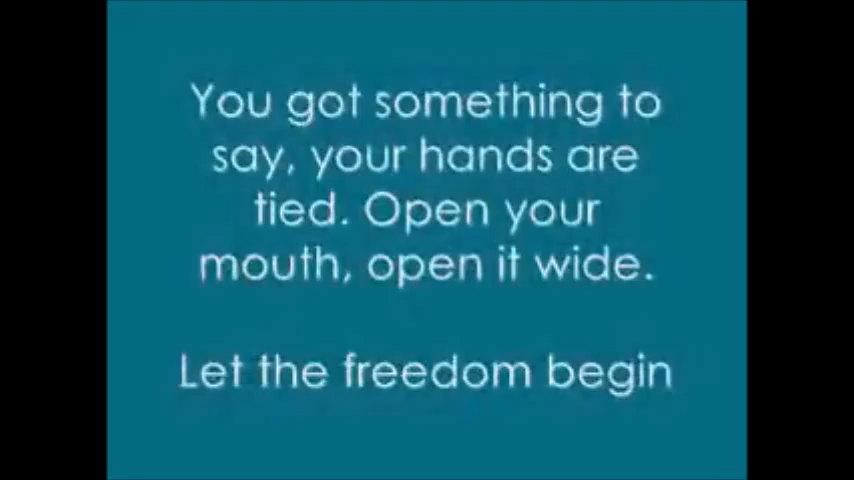 You got something to
say, your hands are
tied. Open your
mouth, open it wide.
Let the freedom begin